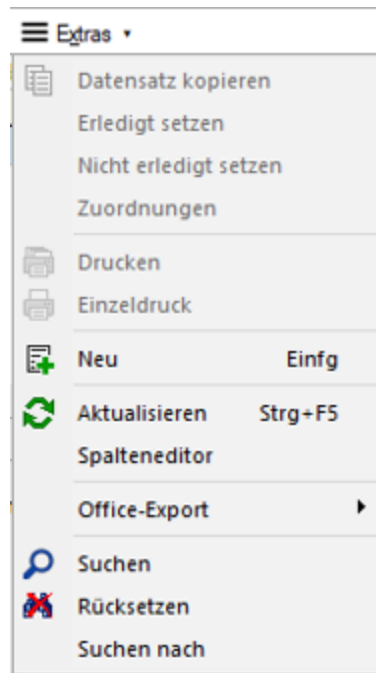 Extras
Datensatz kopieren
Erledigt setzen
Nicht erledigt setzen
Zuordnungen
Drucken
Einzeldruck
Neu Einfg
Aktualisieren Strg+F5
Spalteneditor
Office-Export
Suchen
Rücksetzen
Suchen nach